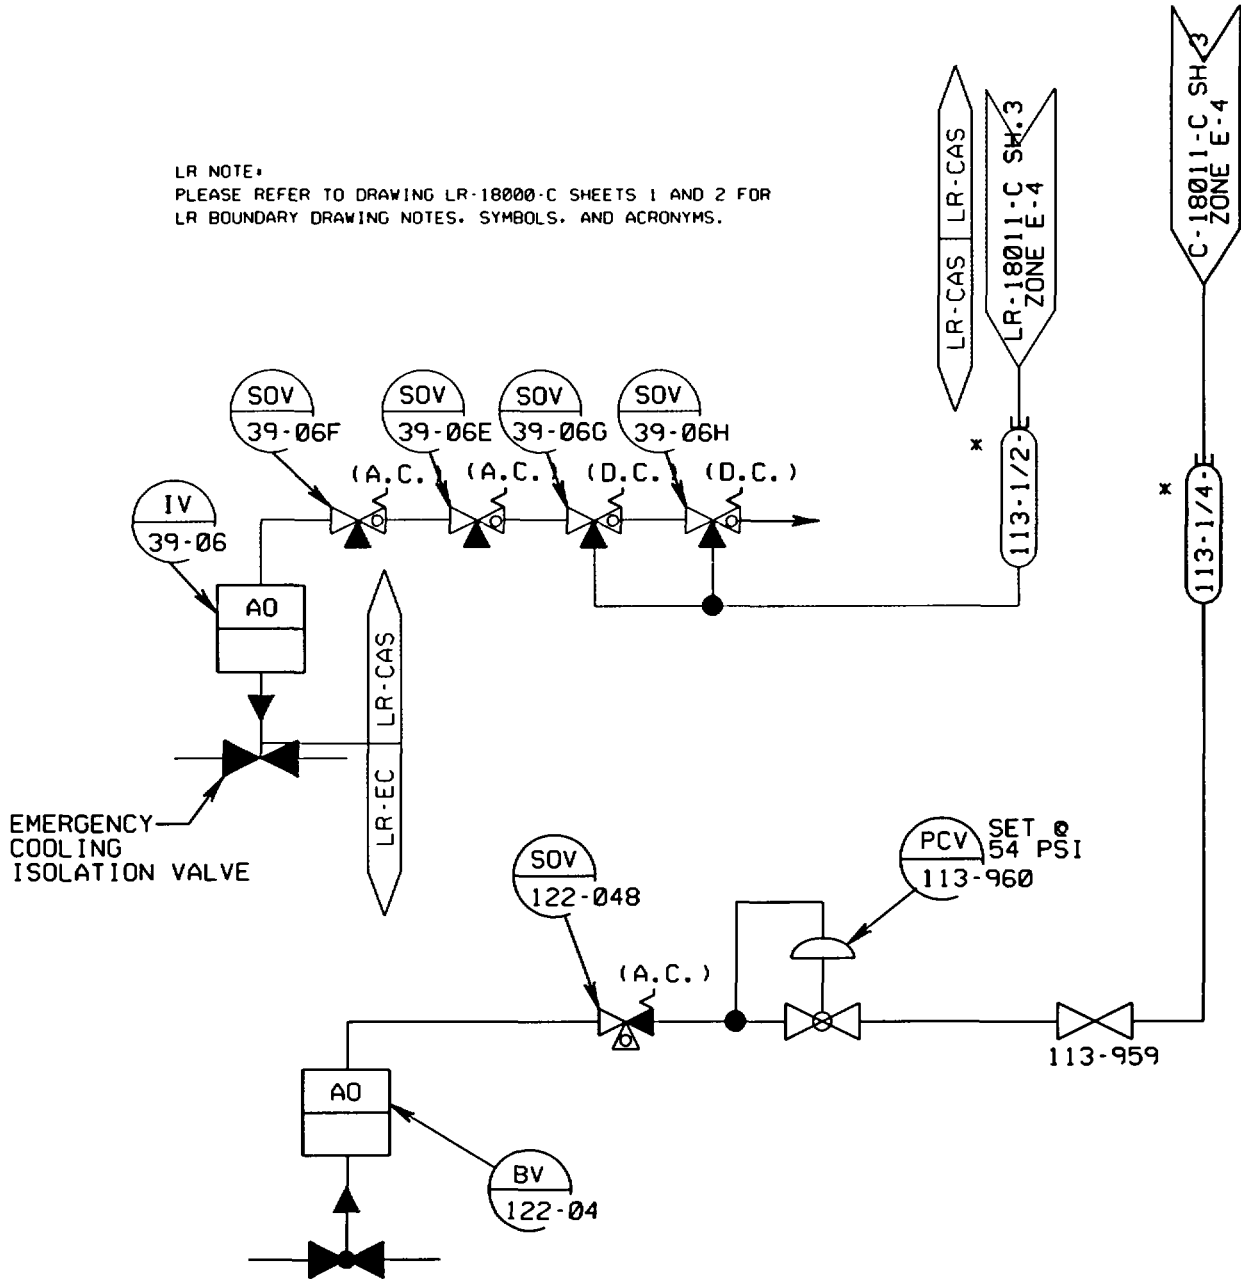 LR NOTE:
PLEASE REFER TO DRAWING LR-18000-C SHEETS 1 AND 2 FOR
LR BOUNDARY DRAWING NOTES, SYMBOLS, AND ACRONYMS.
LR-CAS
LR-CAS
LR-18011-C SH.3
ZONE E-4
C-18011-C SH.3
ZONE E-4
SOV
39-06F
SOV
39-06E
SOV
39-06G
SOV
39-06H
(A.C.)
(A.C.)
(D.C.)
(D.C.)
*
113-1/2-
*
113-1/4-
IV
39-06
AO
LR-CAS
LR-EC
EMERGENCY
COOLING
ISOLATION VALVE
SOV
122-048
(A.C.)
PCV
113-960
SET @
54 PSI
113-959
AO
BV
122-04